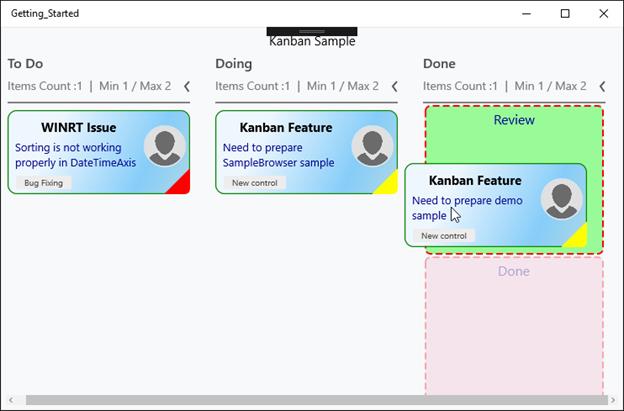 Getting_Started
Kanban Sample
To Do
Items Count :1 | Min 1 / Max 2
WINRT Issue
Sorting is not working
properly in DateTimeAxis
Bug Fixing
Doing
Items Count :1 | Min 1 / Max 2
Kanban Feature
Need to prepare
SampleBrowser sample
New control
Done
Items Count :1 | Min 1 / Max 2
Review
Kanban Feature
Need to prepare demo
sample
New control
Done